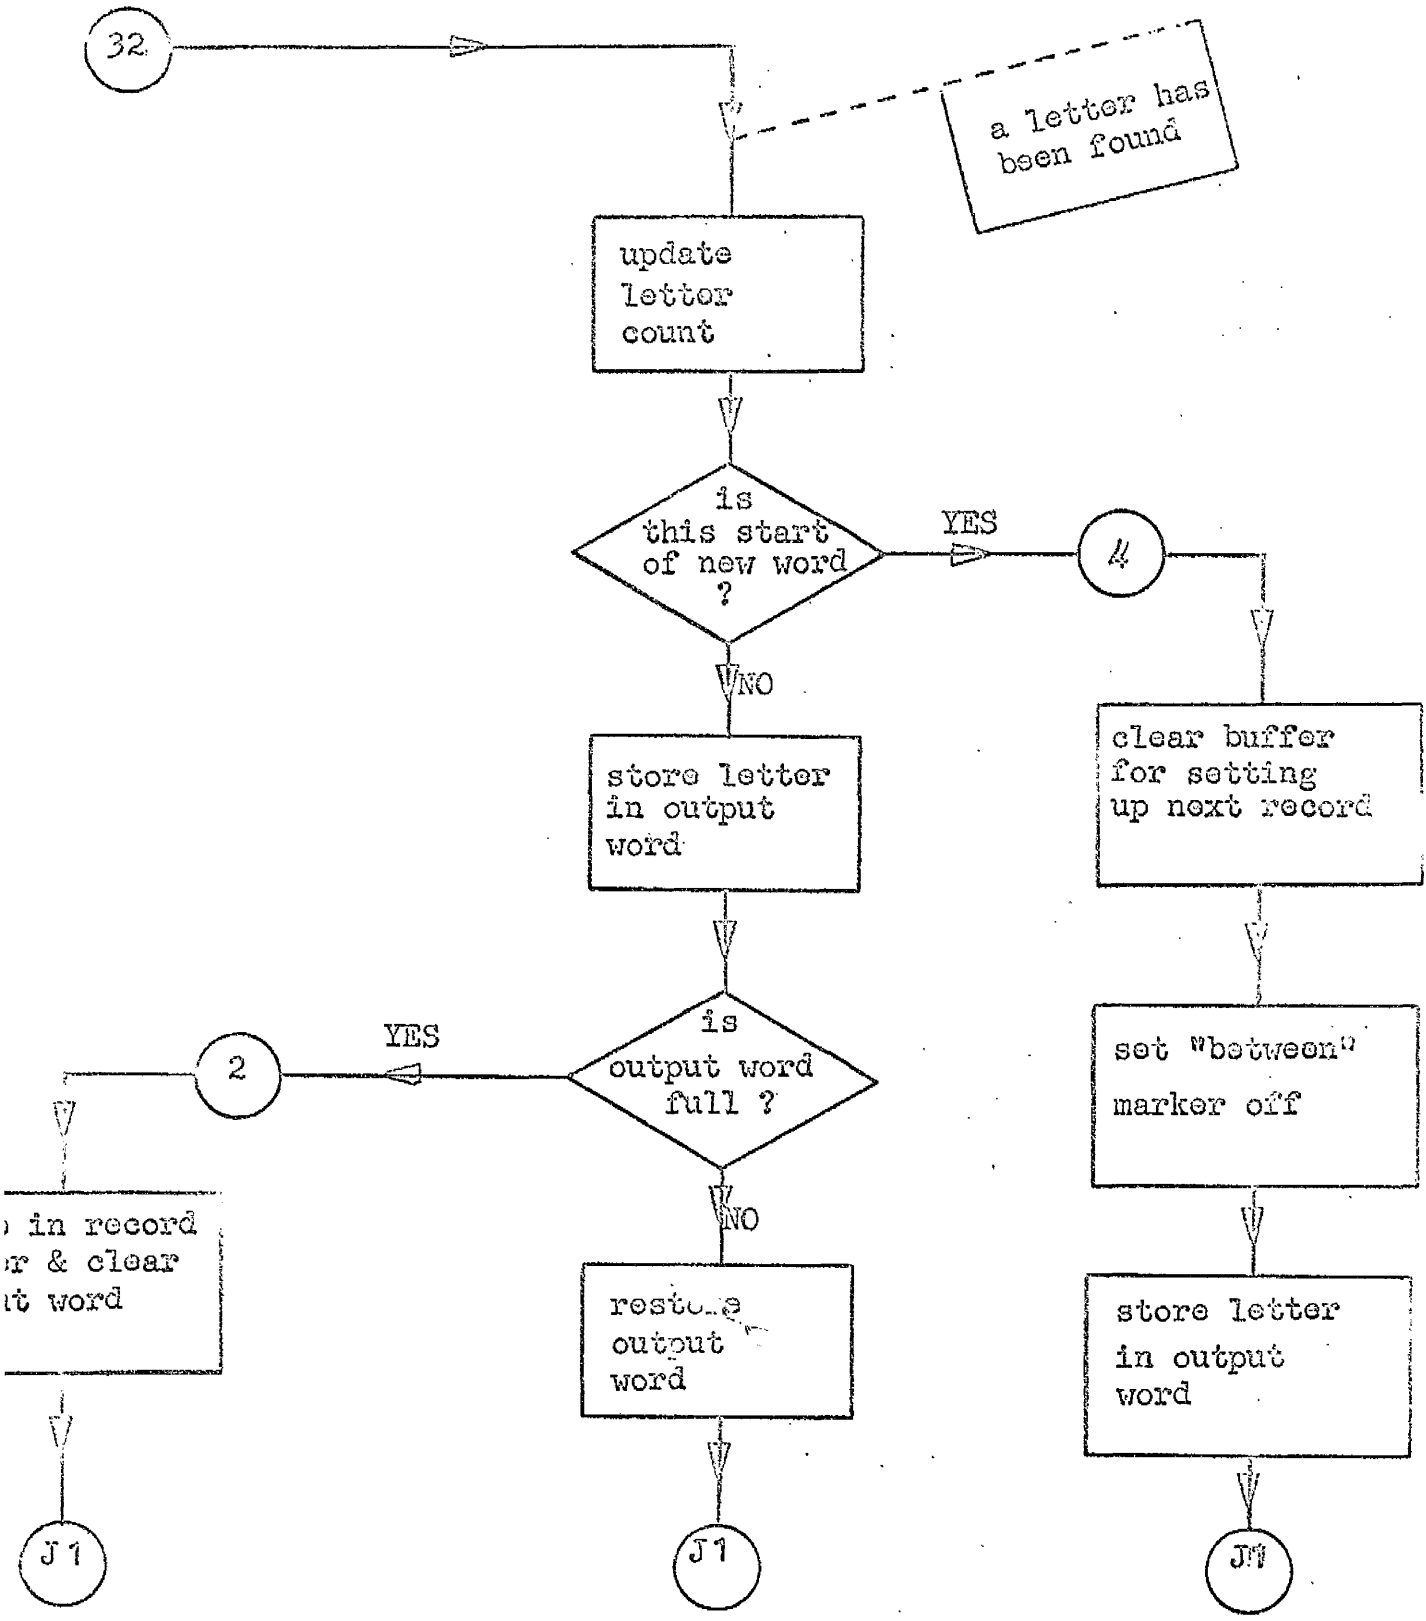 32
a letter has
been found
update
letter
count
is
this start
of new word
?
YES
4
NO
store letter
in output
word
clear buffer
for setting
up next record
is
output word
full ?
YES
2
set "between"
marker off
NO
in record
& clear
word
restore
output
word
store letter
in output
word
J1
J1
J1